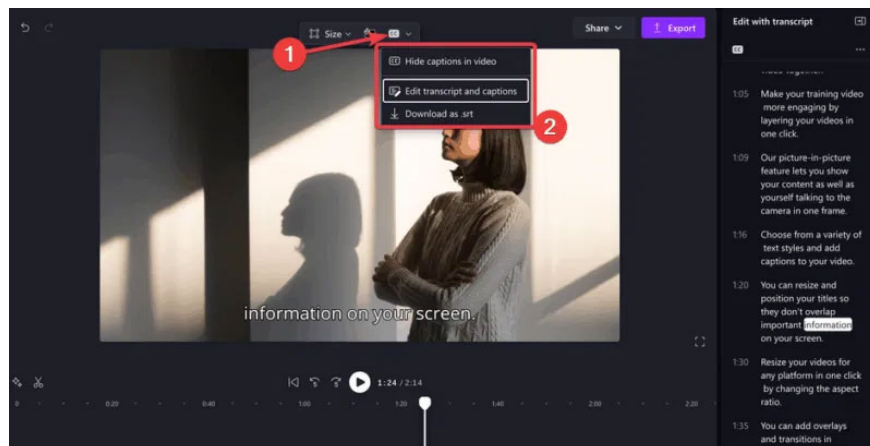 Size
CC
Share
Export
Edit with transcript
CC
1
CC Hide captions in video
Edit transcript and captions
Download as .srt
2
information on your screen.
1:05 Make your training video
more engaging by
layering your videos in
one click.
1:09 Our picture-in-picture
feature lets you show
your content as well as
yourself talking to the
camera in one frame.
1:16 Choose from a variety of
text styles and add
captions to your video.
1:20 You can resize and
position your titles so
they don't overlap
important information
on your screen.
1:30 Resize your videos for
any platform in one click
by changing the aspect
ratio.
1:35 You can add overlays
and transitions in
1:24 / 2:14
0 0:20 0:40 1:00 1:20 1:40 2:00 2:20